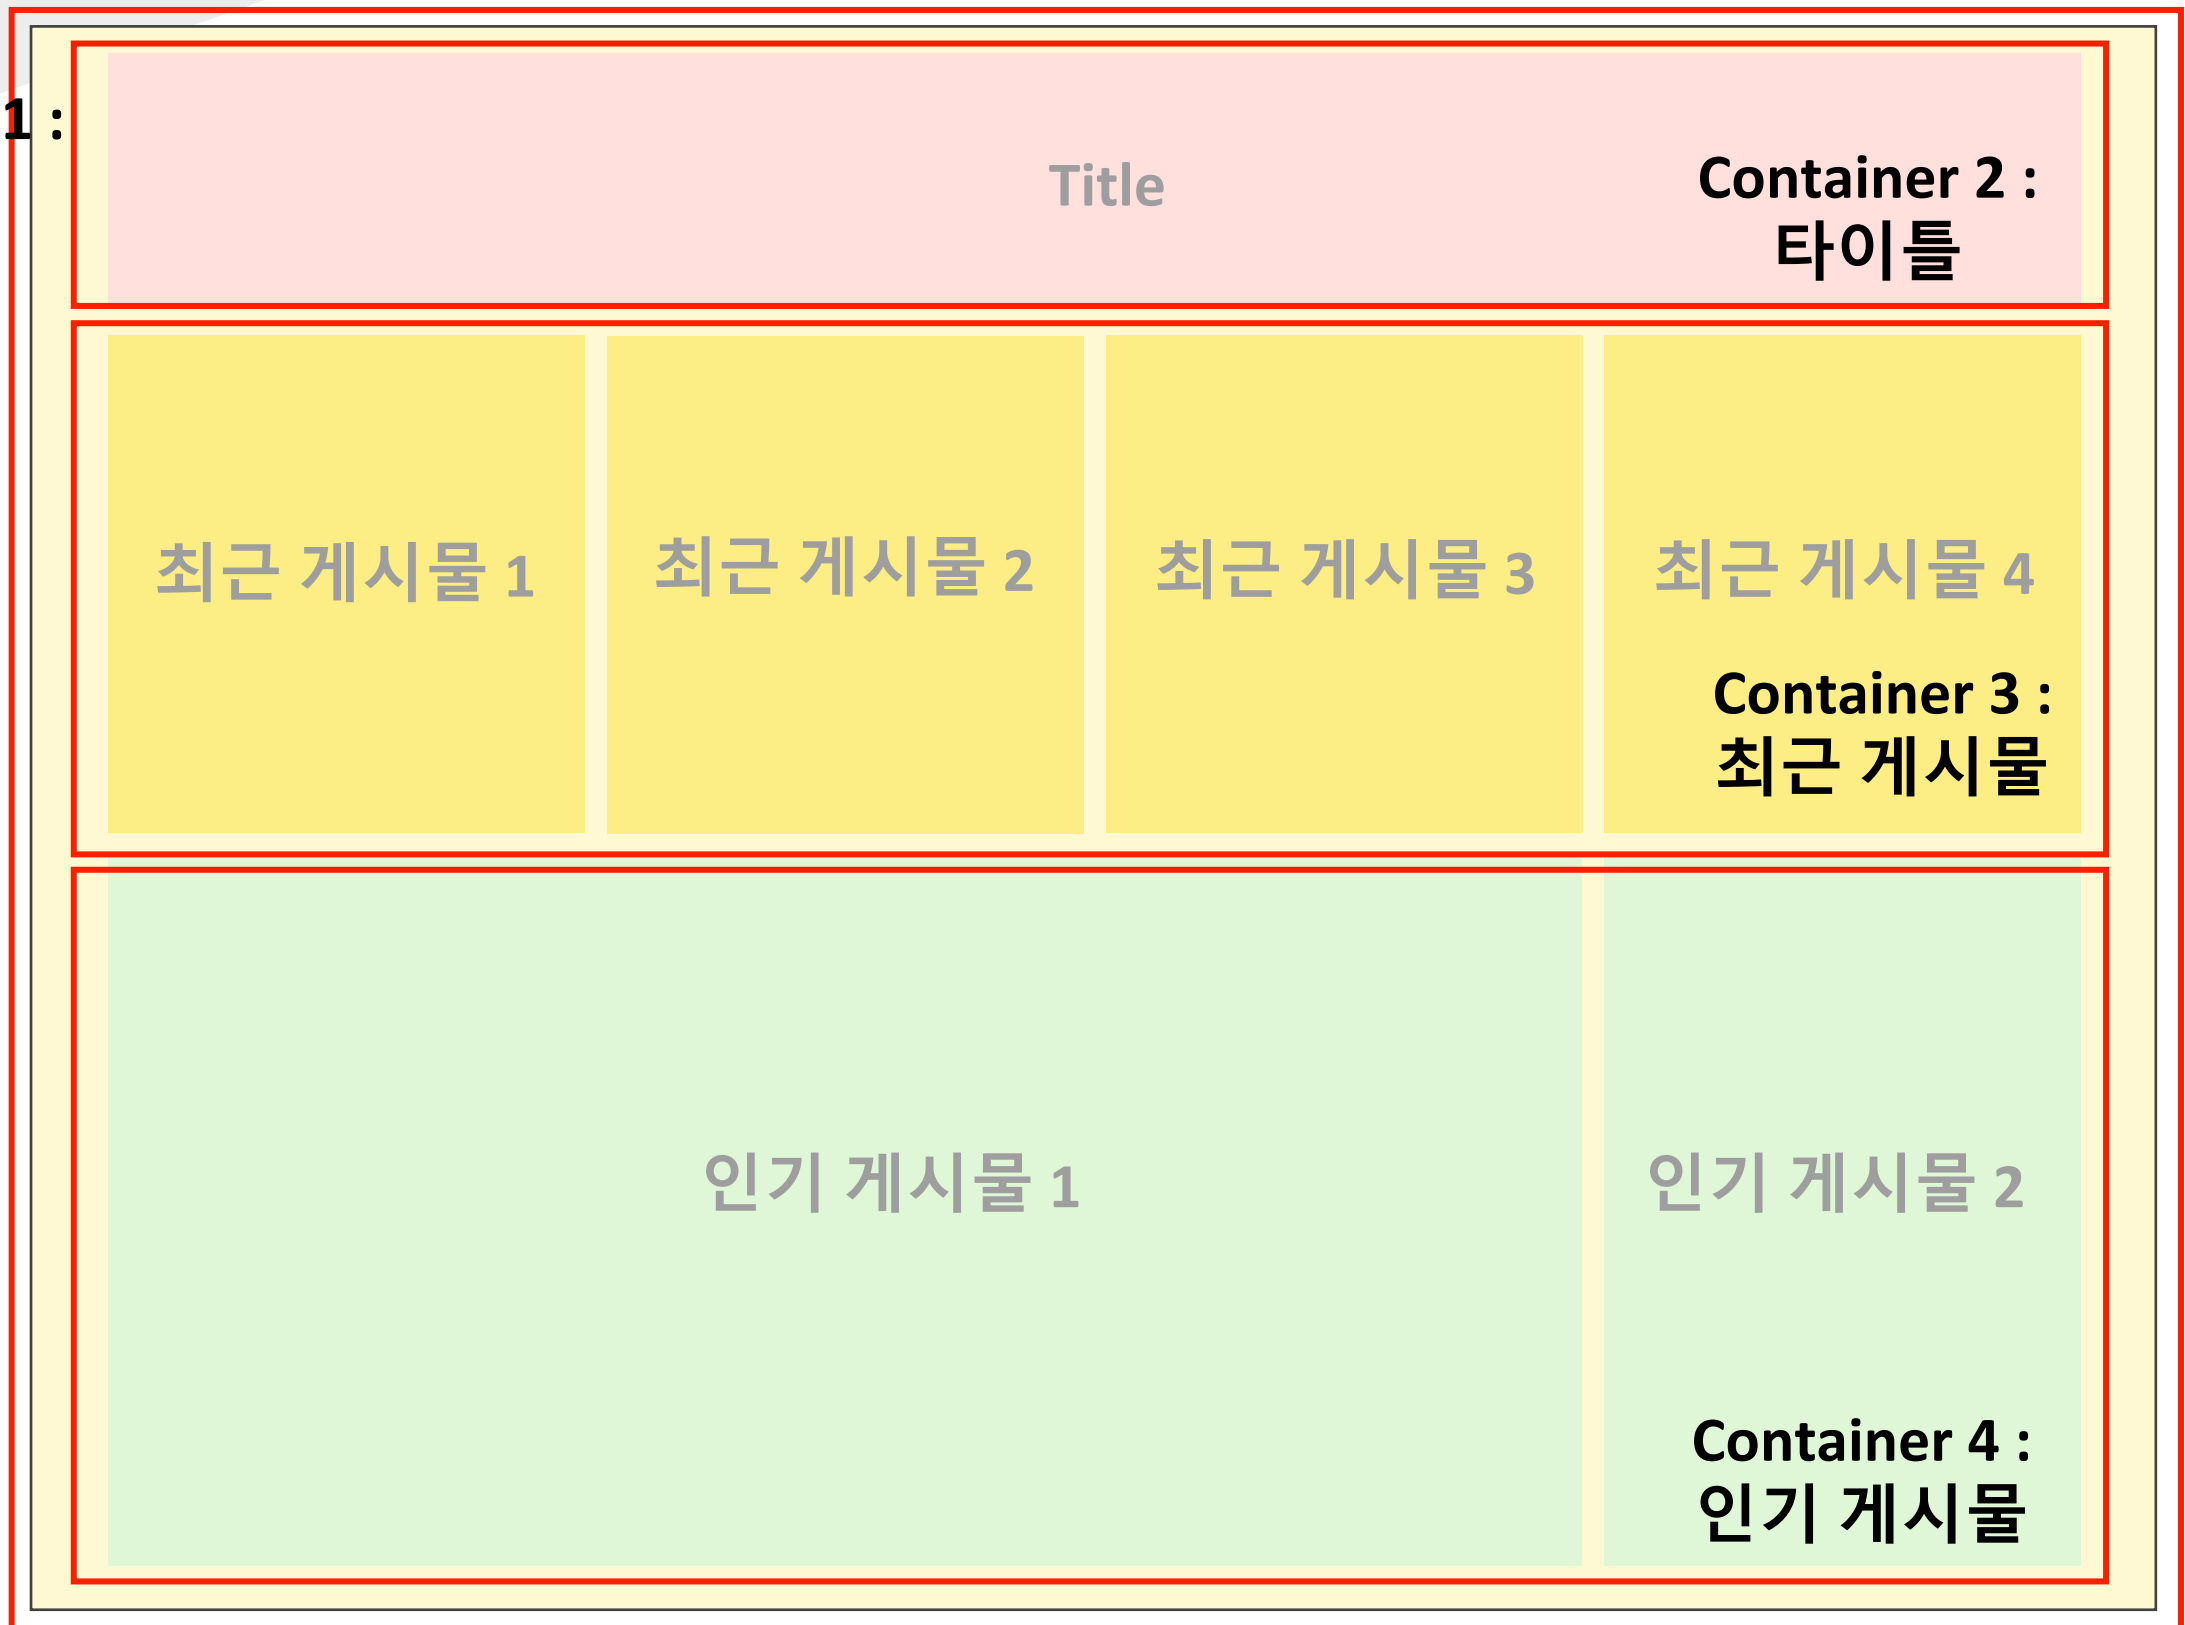 1 :
Title
Container 2 :
타이틀
최근 게시물 1
최근 게시물 2
최근 게시물 3
최근 게시물 4
Container 3 :
최근 게시물
인기 게시물 1
인기 게시물 2
Container 4 :
인기 게시물